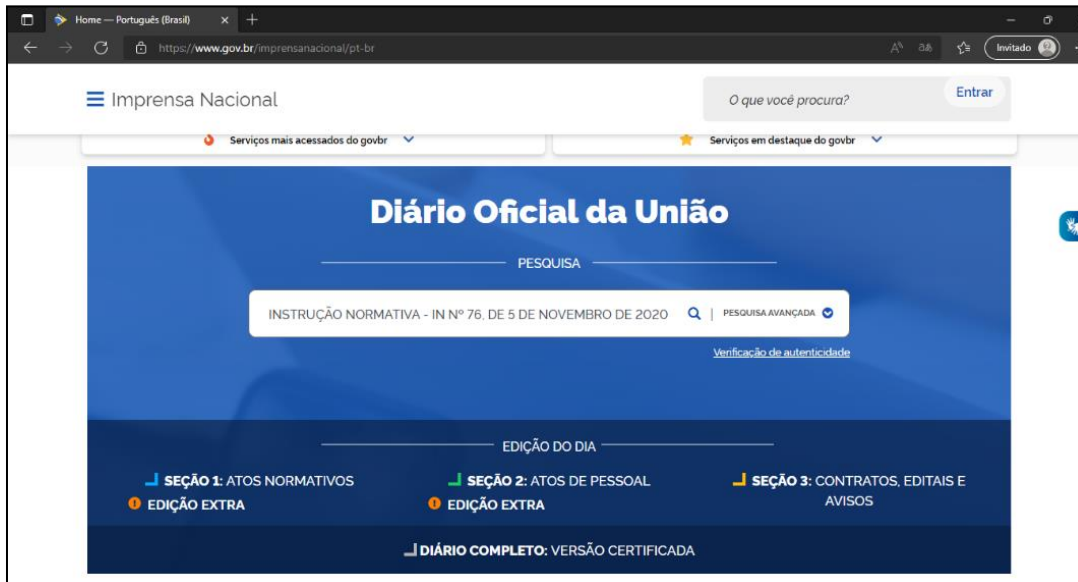 Home — Português (Brasil)
https://www.gov.br/imprensanacional/pt-br
Invitado
Imprensa Nacional
O que você procura?
Entrar
Serviços mais acessados do govbr
Serviços em destaque do govbr
Diário Oficial da União
PESQUISA
INSTRUÇÃO NORMATIVA - IN Nº 76, DE 5 DE NOVEMBRO DE 2020 | PESQUISA AVANÇADA
Verificação de autenticidade
EDIÇÃO DO DIA
SEÇÃO 1: ATOS NORMATIVOS
EDIÇÃO EXTRA
SEÇÃO 2: ATOS DE PESSOAL
EDIÇÃO EXTRA
SEÇÃO 3: CONTRATOS, EDITAIS E
AVISOS
DIÁRIO COMPLETO: VERSÃO CERTIFICADA